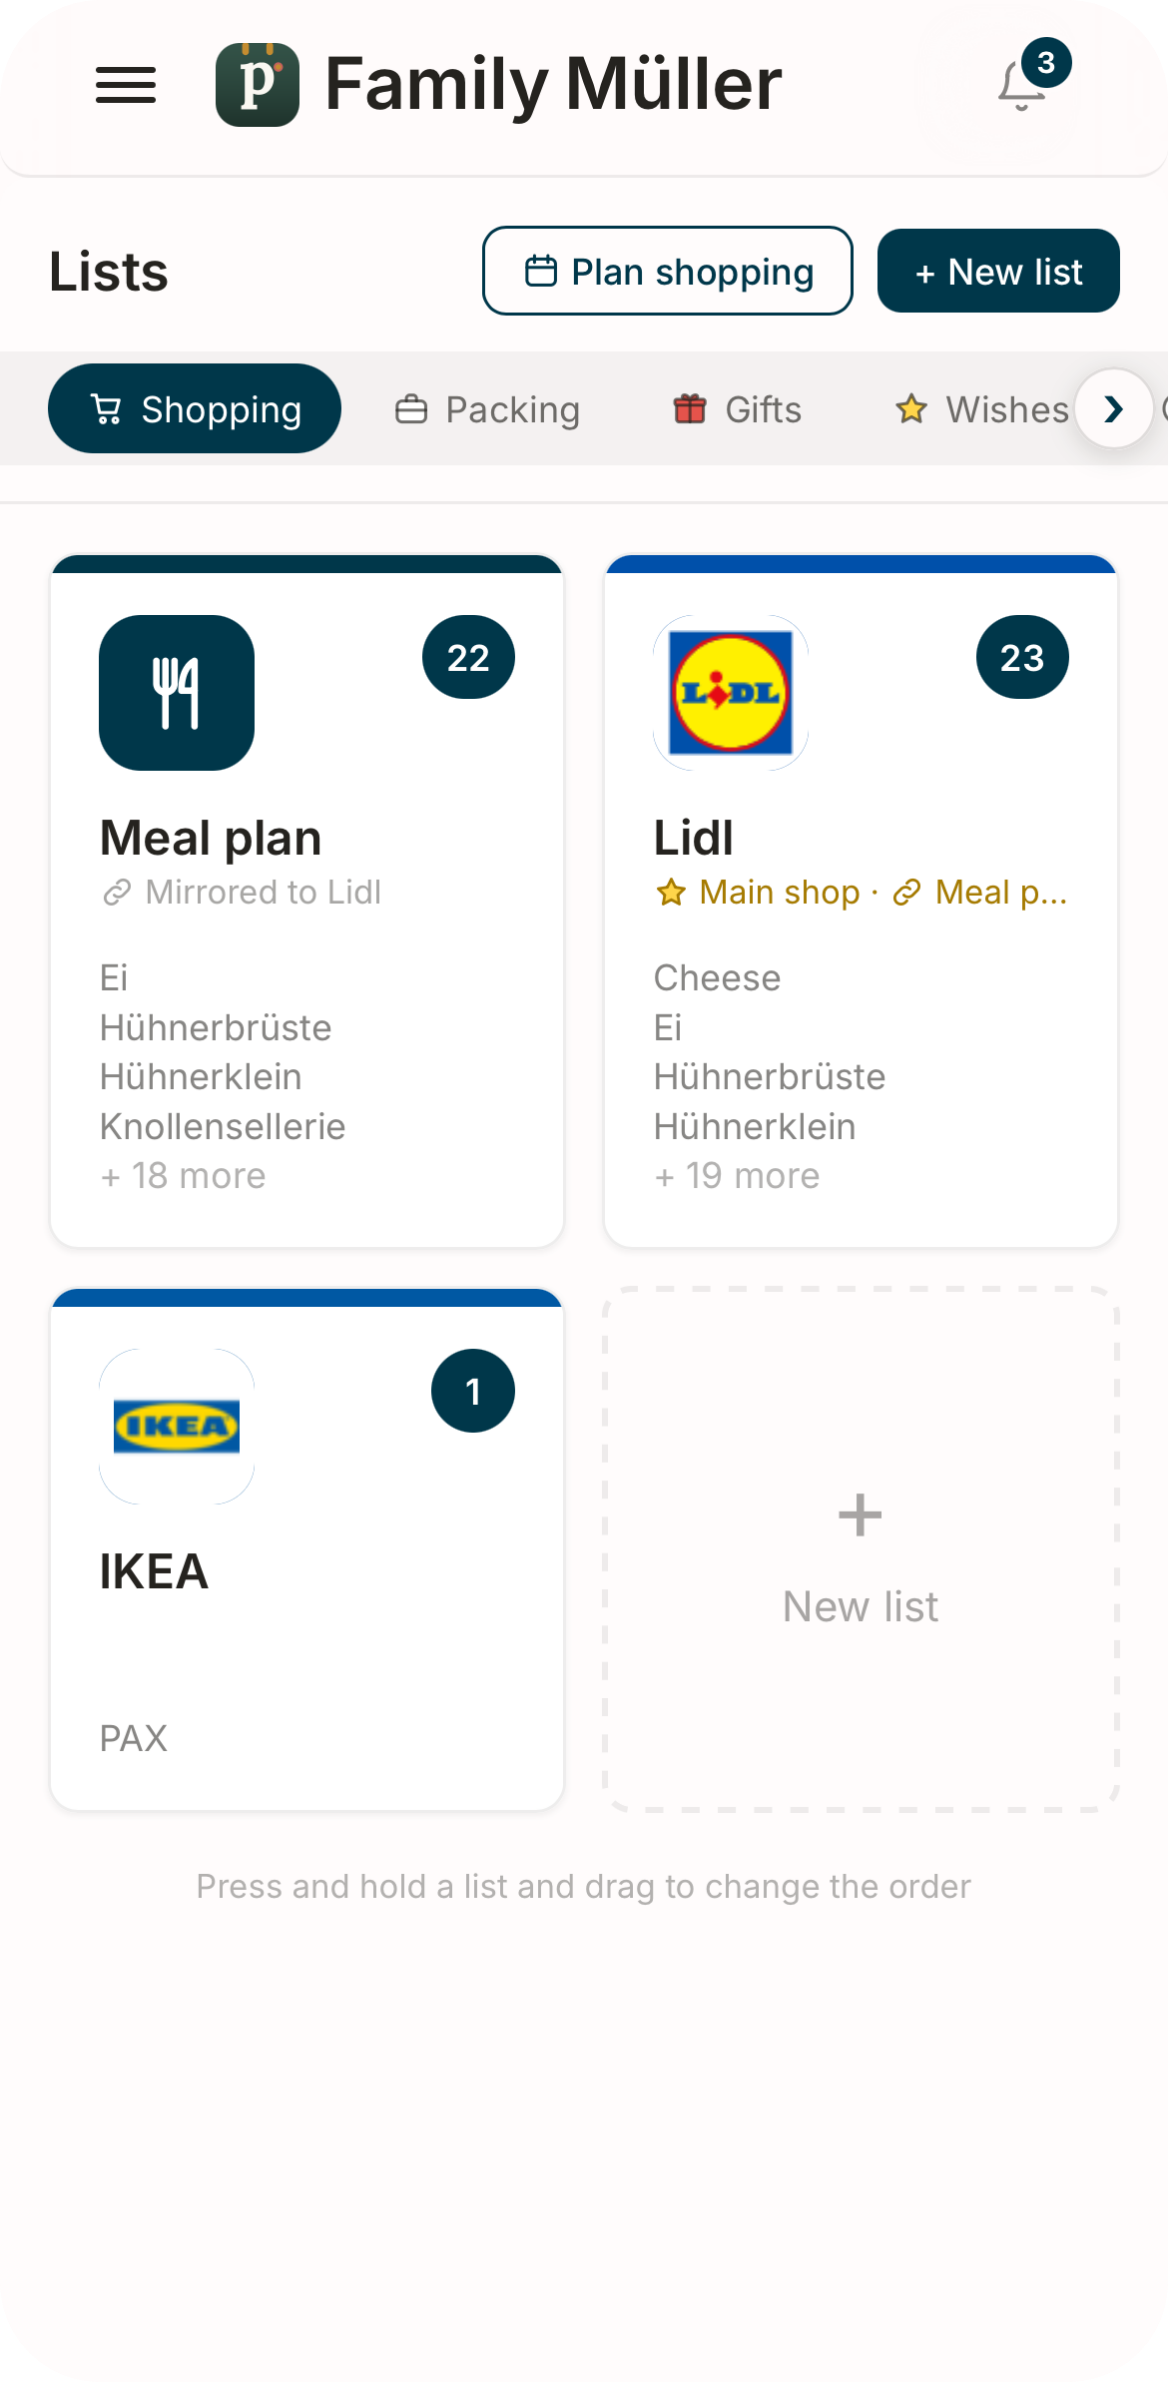 p Family Müller 3
Lists Plan shopping + New list
Shopping Packing Gifts Wishes
22
Meal plan
Mirrored to Lidl
Ei
Hühnerbrüste
Hühnerklein
Knollensellerie
+ 18 more
LIDL 23
Lidl
Main shop · Meal p...
Cheese
Ei
Hühnerbrüste
Hühnerklein
+ 19 more
IKEA 1
IKEA
PAX
+
New list
Press and hold a list and drag to change the order